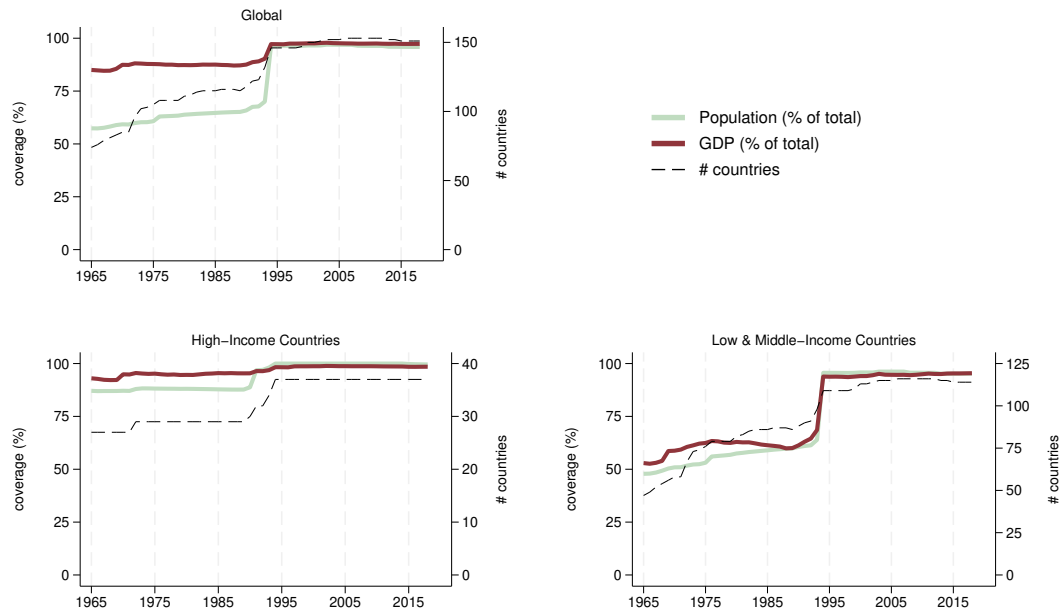 Global
100
75
50
25
0
coverage (%)
150
100
50
0
# countries
1965 1975 1985 1995 2005 2015
Population (% of total)
GDP (% of total)
# countries
High−Income Countries
100
75
50
25
0
coverage (%)
40
30
20
10
0
# countries
1965 1975 1985 1995 2005 2015
Low & Middle−Income Countries
100
75
50
25
0
coverage (%)
125
100
75
50
25
0
# countries
1965 1975 1985 1995 2005 2015